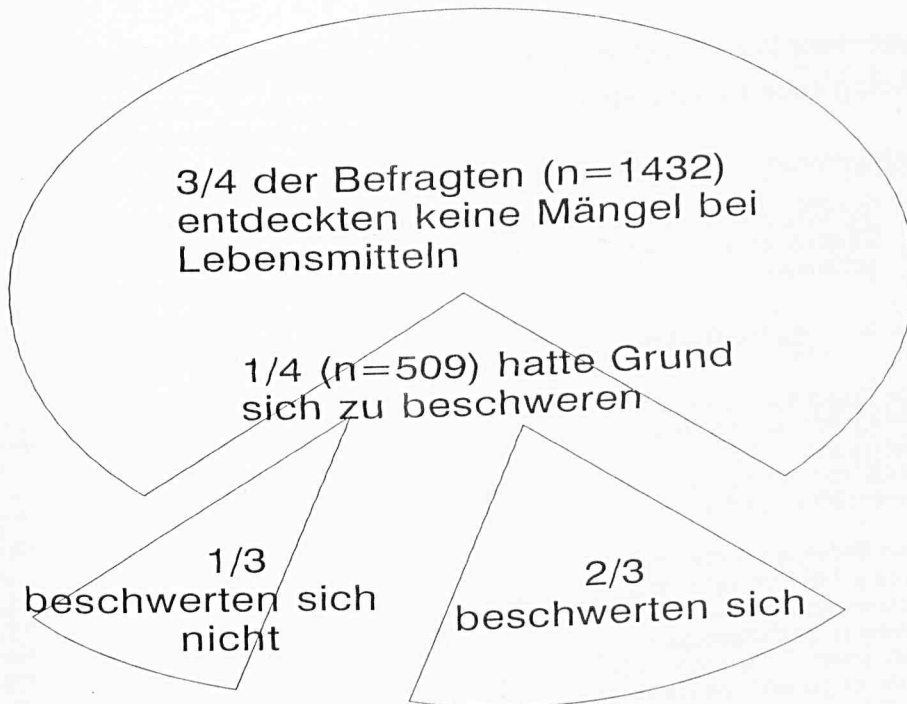 3/4 der Befragten (n=1432)
entdeckten keine Mängel bei
Lebensmitteln
1/4 (n=509) hatte Grund
sich zu beschweren
1/3
beschwerten sich
nicht
2/3
beschwerten sich